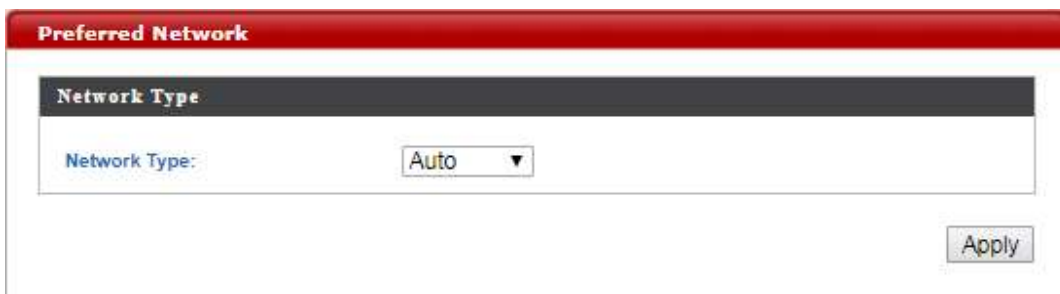 Preferred Network
Network Type
Network Type: Auto
Apply